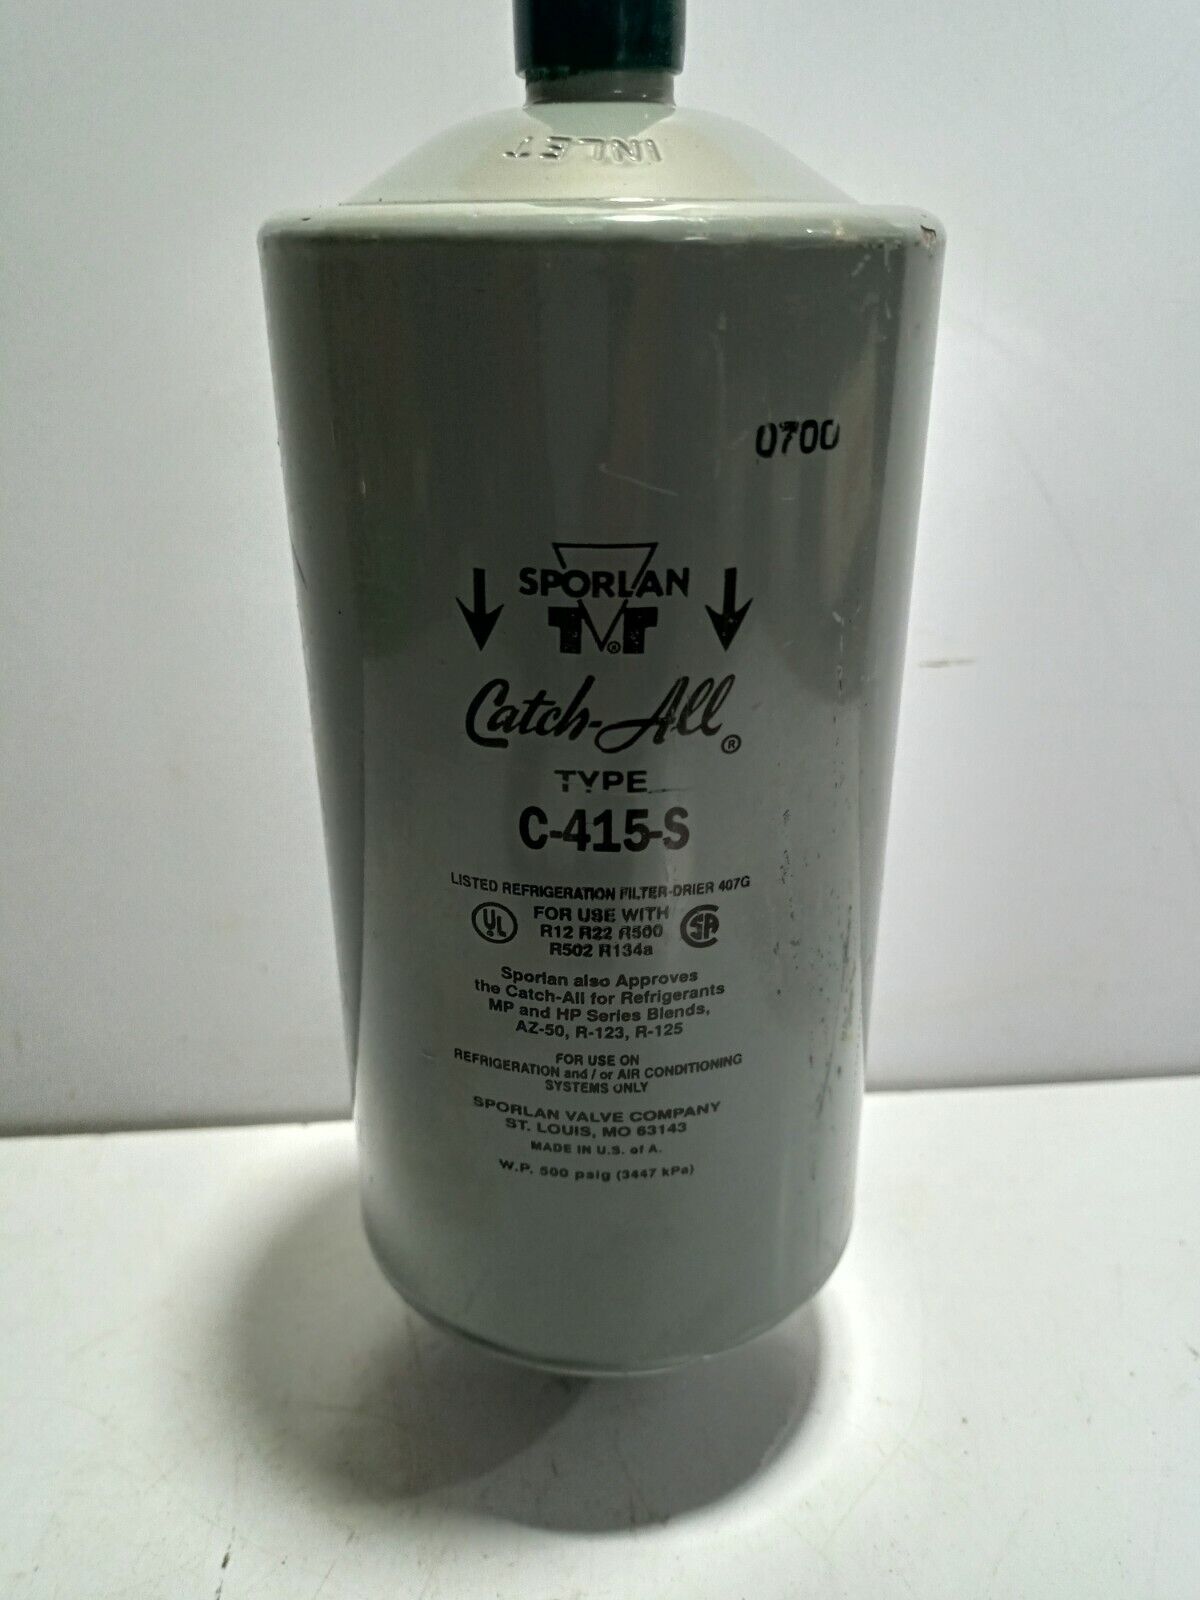 INLET
0700
SPORLAN
TVT®
Catch-All®
TYPE
C-415-S
LISTED REFRIGERATION FILTER-DRIER 407G
UL
FOR USE WITH
SA
R12 R22 R500
R502 R134a
Sporlan also Approves
the Catch-All for Refrigerants
MP and HP Series Blends,
AZ-50, R-123, R-125
FOR USE ON
REFRIGERATION and/or AIR CONDITIONING
SYSTEMS ONLY
SPORLAN VALVE COMPANY
ST. LOUIS, MO 63143
MADE IN U.S. of A.
W.P. 500 psig (3447 kPa)